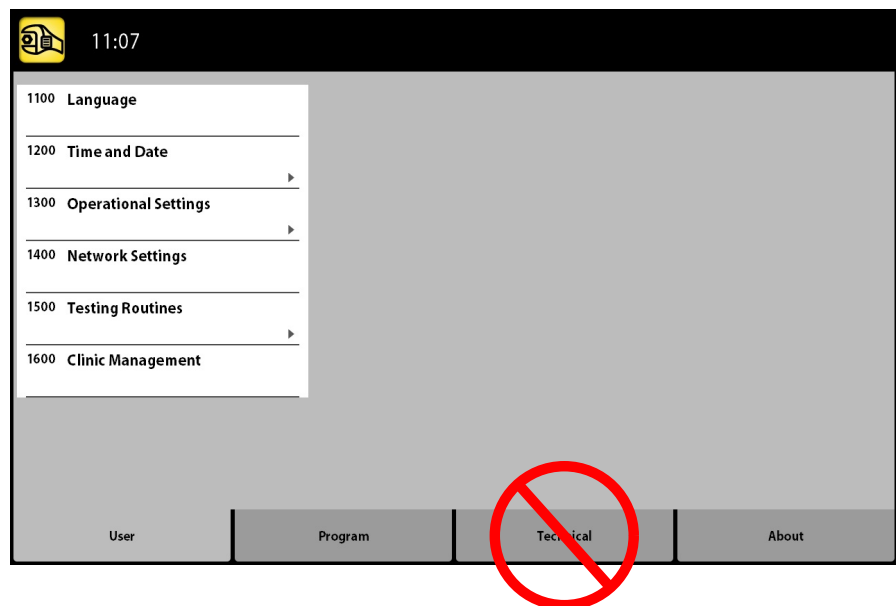 11:07
1100 Language
1200 Time and Date
1300 Operational Settings
1400 Network Settings
1500 Testing Routines
1600 Clinic Management
User Program Technical About